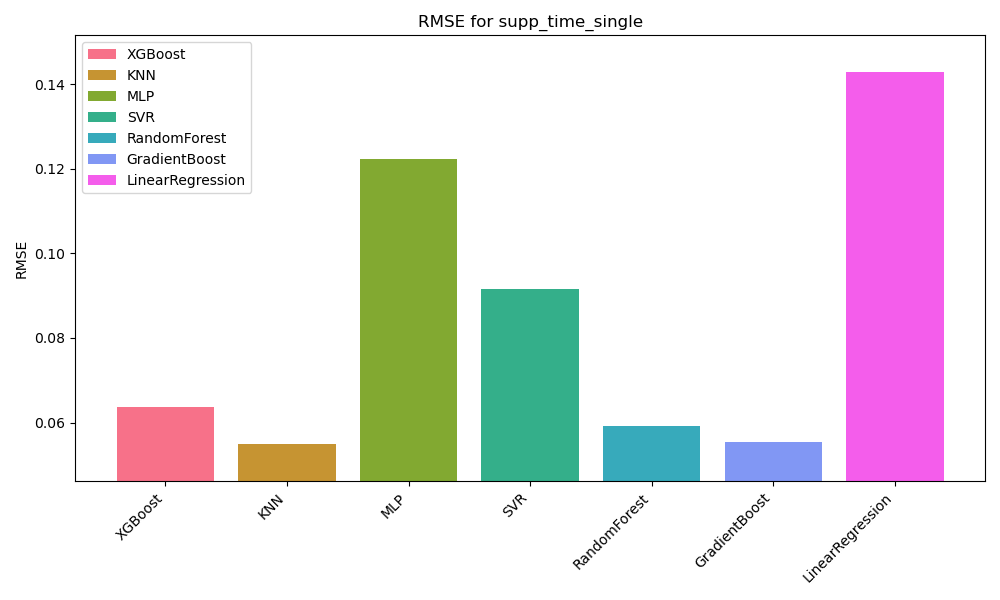 RMSE for supp_time_single
XGBoost
KNN
MLP
SVR
RandomForest
GradientBoost
LinearRegression
RMSE
0.14
0.12
0.10
0.08
0.06
XGBoost
KNN
MLP
SVR
RandomForest
GradientBoost
LinearRegression